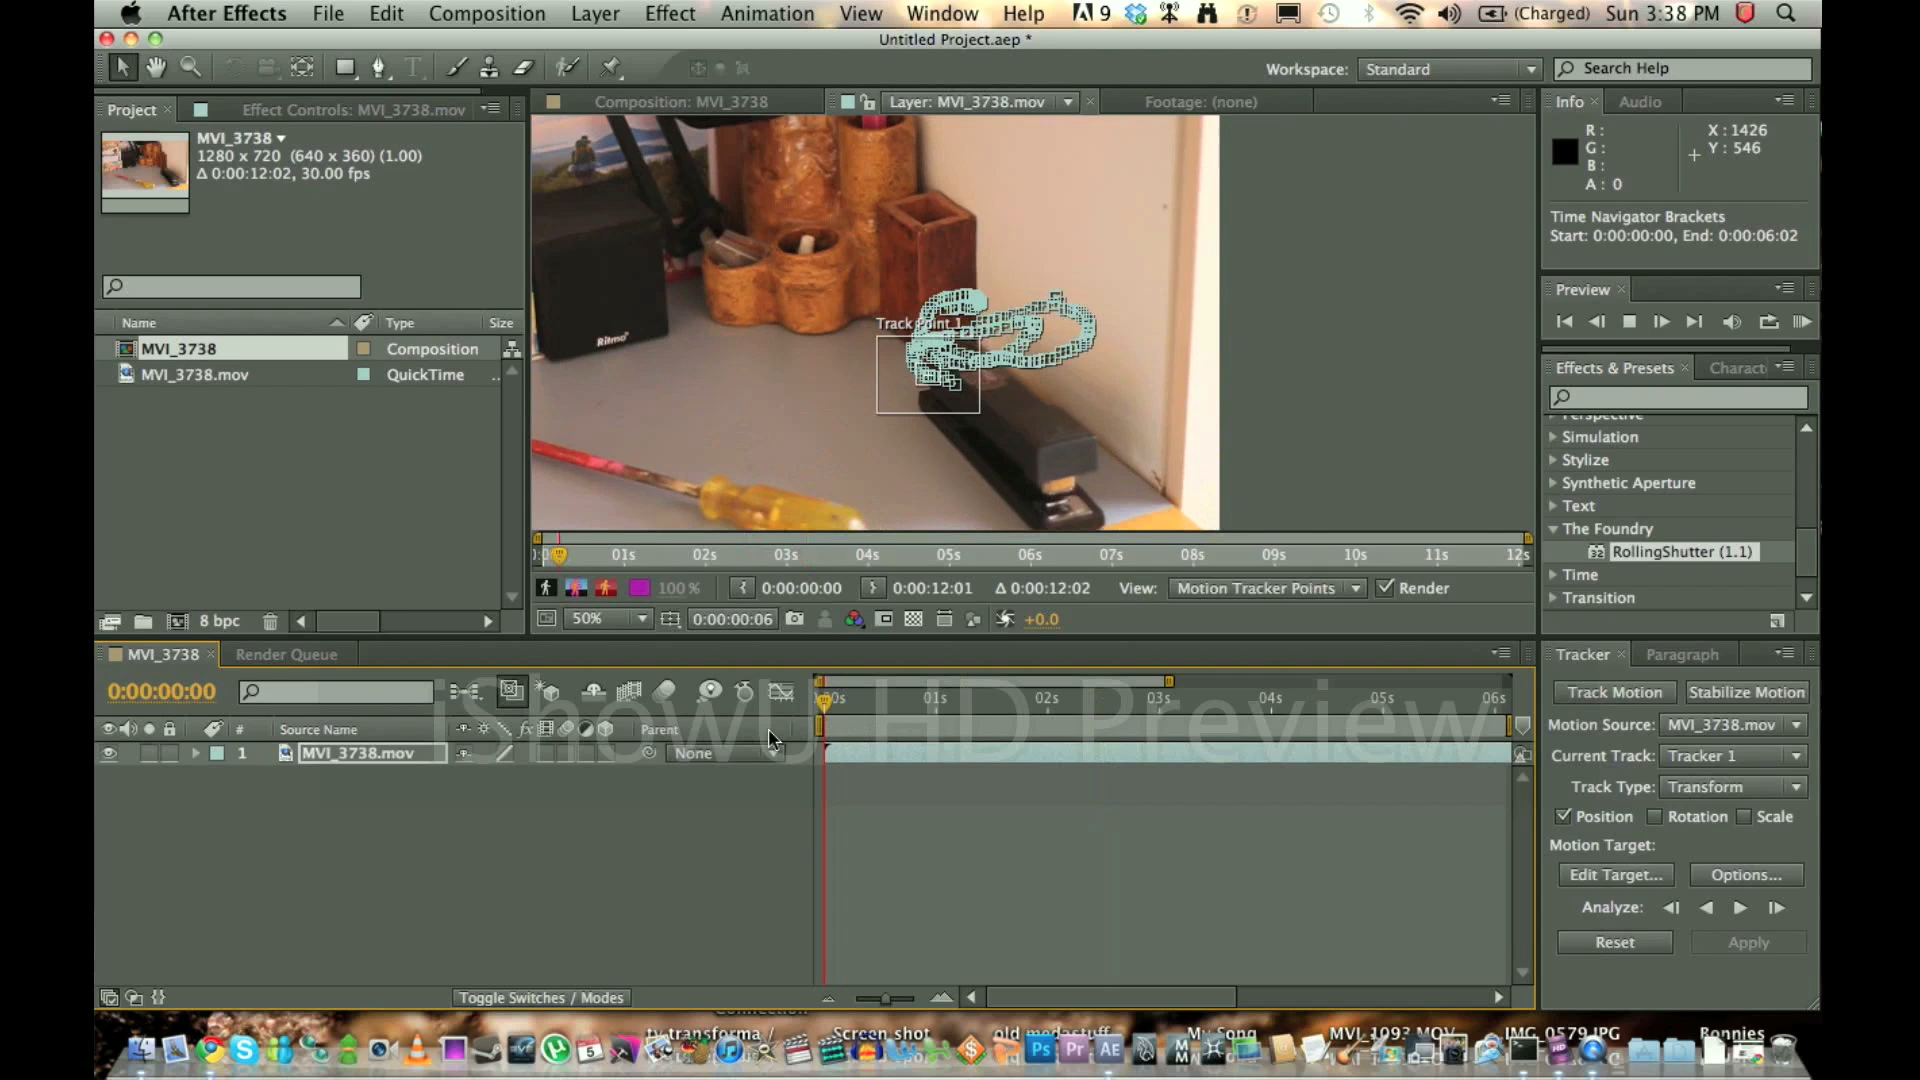 After Effects File Edit Composition Layer Effect Animation View Window Help 9 (Charged) Sun 3:38 PM
Untitled Project.aep *
Workspace: Standard Search Help
Project Effect Controls: MVI_3738.mov Composition: MVI_3738 Layer: MVI_3738.mov Footage: (none) Info Audio
MVI_3738
1280 x 720 (640 x 360) (1.00)
Δ 0:00:12:02, 30.00 fps
R : X : 1426
G : Y : 546
B :
A : 0
Time Navigator Brackets
Start: 0:00:00:00, End: 0:00:06:02
Preview
Name Type Size
MVI_3738 Composition
MVI_3738.mov QuickTime ..
Ritmo
Track Point 1
Effects & Presets Charact
Perspective
Simulation
Stylize
Synthetic Aperture
Text
The Foundry
32 RollingShutter (1.1)
Time
Transition
01s 02s 03s 04s 05s 06s 07s 08s 09s 10s 11s 12s
100 % 0:00:00:00 0:00:12:01 Δ 0:00:12:02 View: Motion Tracker Points Render
8 bpc 50% 0:00:00:06 +0.0
MVI_3738 Render Queue
0:00:00:00
00s 01s 02s 03s 04s 05s 06s
# Source Name fx Parent
1 MVI_3738.mov None
iShowU HD Preview
Tracker Paragraph
Track Motion Stabilize Motion
Motion Source: MVI_3738.mov
Current Track: Tracker 1
Track Type: Transform
Position Rotation Scale
Motion Target:
Edit Target... Options...
Analyze:
Reset Apply
Toggle Switches / Modes
tv transforma / Screen shot old modastuff My Song MVI_1093.MOV IMG_0579.JPG Ronnies
5 Ps Pr AE